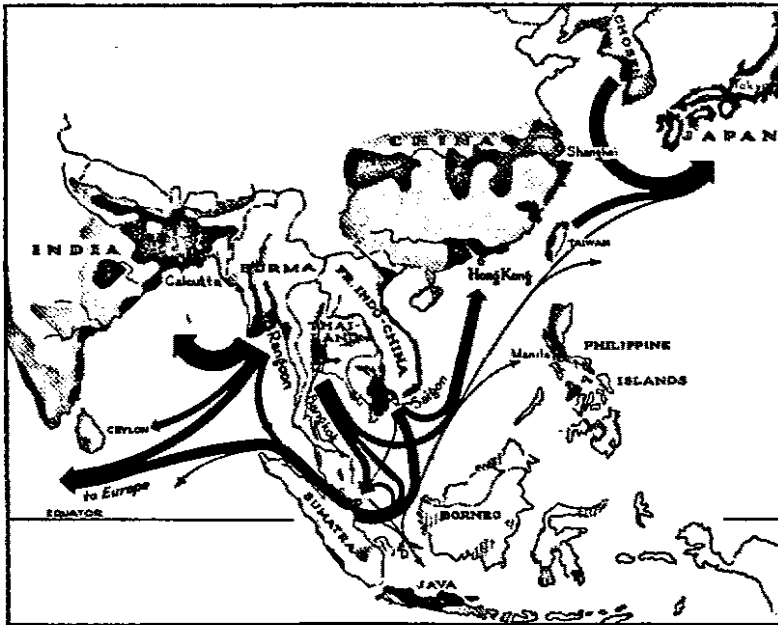 CHOSEN
Tokyo
JAPAN
CHINA
Shanghai
TAIWAN
Hong Kong
INDIA
Calcutta
BURMA
FR. INDO-CHINA
THAI-
LAND
Rangoon
Bangkok
Saigon
PHILIPPINE
Manila
ISLANDS
CEYLON
to Europe
EQUATOR
SUMATRA
BORNEO
JAVA